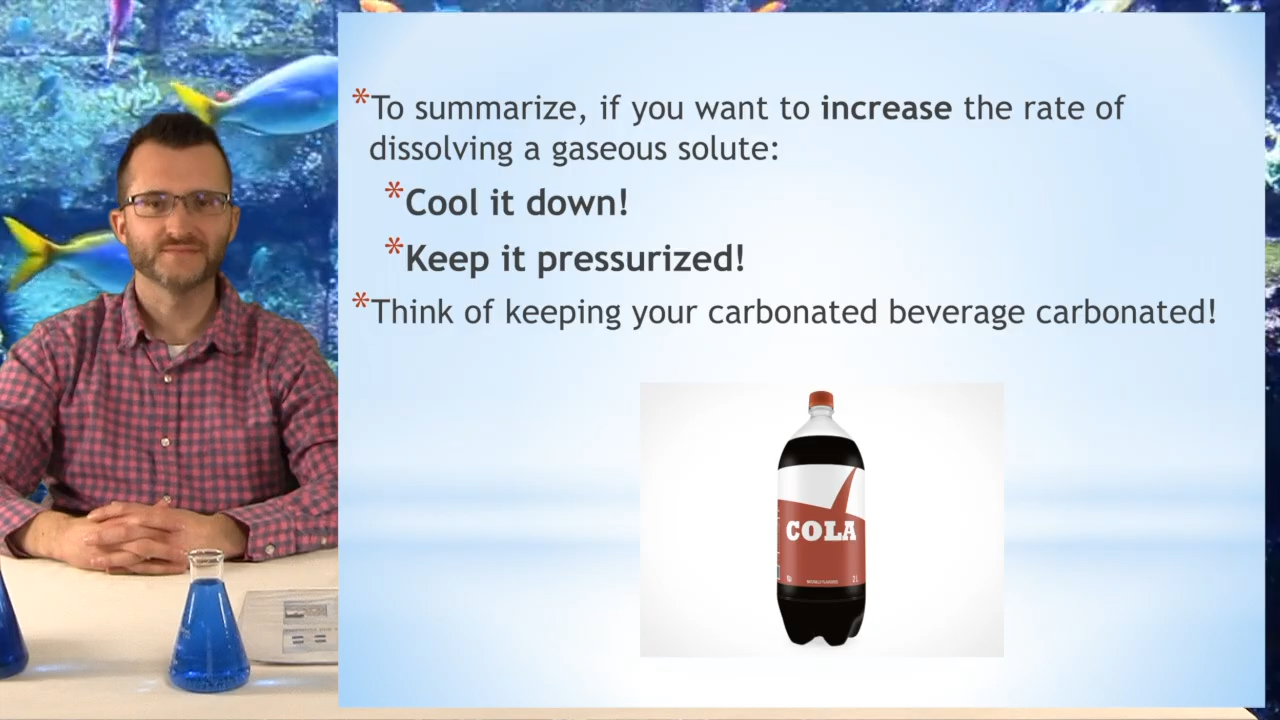 *To summarize, if you want to increase the rate of
dissolving a gaseous solute:
*Cool it down!
*Keep it pressurized!
*Think of keeping your carbonated beverage carbonated!
COLA